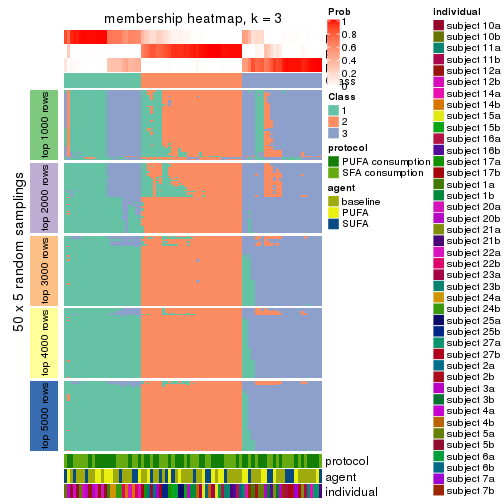 membership heatmap, k = 3
50 x 5 random samplings
top 1000 rows
top 2000 rows
top 3000 rows
top 4000 rows
top 5000 rows
protocol
agent
individual
Prob
1
0.8
0.6
0.4
0.2
0
Class
1
2
3
protocol
PUFA consumption
SFA consumption
agent
baseline
PUFA
SUFA
individual
subject 10a
subject 10b
subject 11a
subject 11b
subject 12a
subject 12b
subject 14a
subject 14b
subject 15a
subject 15b
subject 16a
subject 16b
subject 17a
subject 17b
subject 1a
subject 1b
subject 20a
subject 20b
subject 21a
subject 21b
subject 22a
subject 22b
subject 23a
subject 23b
subject 24a
subject 24b
subject 25a
subject 25b
subject 27a
subject 27b
subject 2a
subject 2b
subject 3a
subject 3b
subject 4a
subject 4b
subject 5a
subject 5b
subject 6a
subject 6b
subject 7a
subject 7b